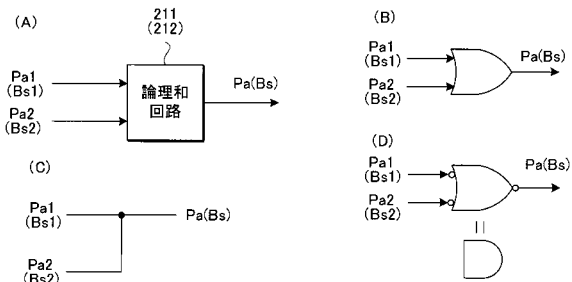 (A)
211
(212)
Pa1
(Bs1)
Pa2
(Bs2)
論理和
回路
Pa(Bs)
(B)
Pa1
(Bs1)
Pa2
(Bs2)
Pa(Bs)
(C)
Pa1
(Bs1)
Pa2
(Bs2)
Pa(Bs)
(D)
Pa1
(Bs1)
Pa2
(Bs2)
Pa(Bs)